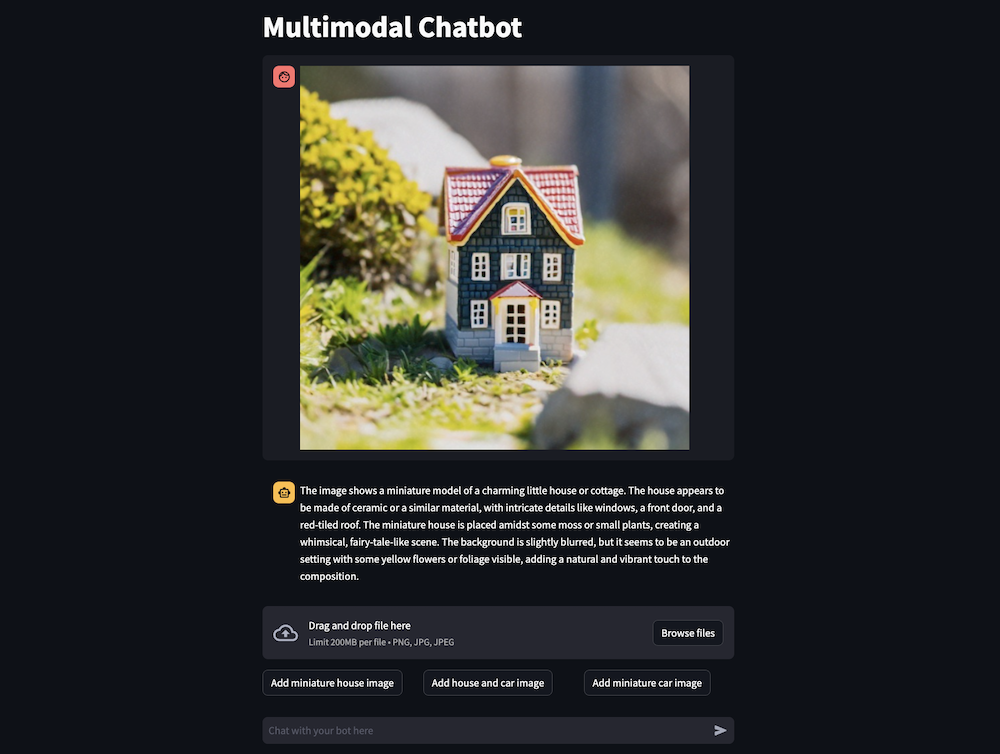 Multimodal Chatbot
The image shows a miniature model of a charming little house or cottage. The house appears to
be made of ceramic or a similar material, with intricate details like windows, a front door, and a
red-tiled roof. The miniature house is placed amidst some moss or small plants, creating a
whimsical, fairy-tale-like scene. The background is slightly blurred, but it seems to be an outdoor
setting with some yellow flowers or foliage visible, adding a natural and vibrant touch to the
composition.
Drag and drop file here
Limit 200MB per file • PNG, JPG, JPEG
Browse files
Add miniature house image
Add house and car image
Add miniature car image
Chat with your bot here